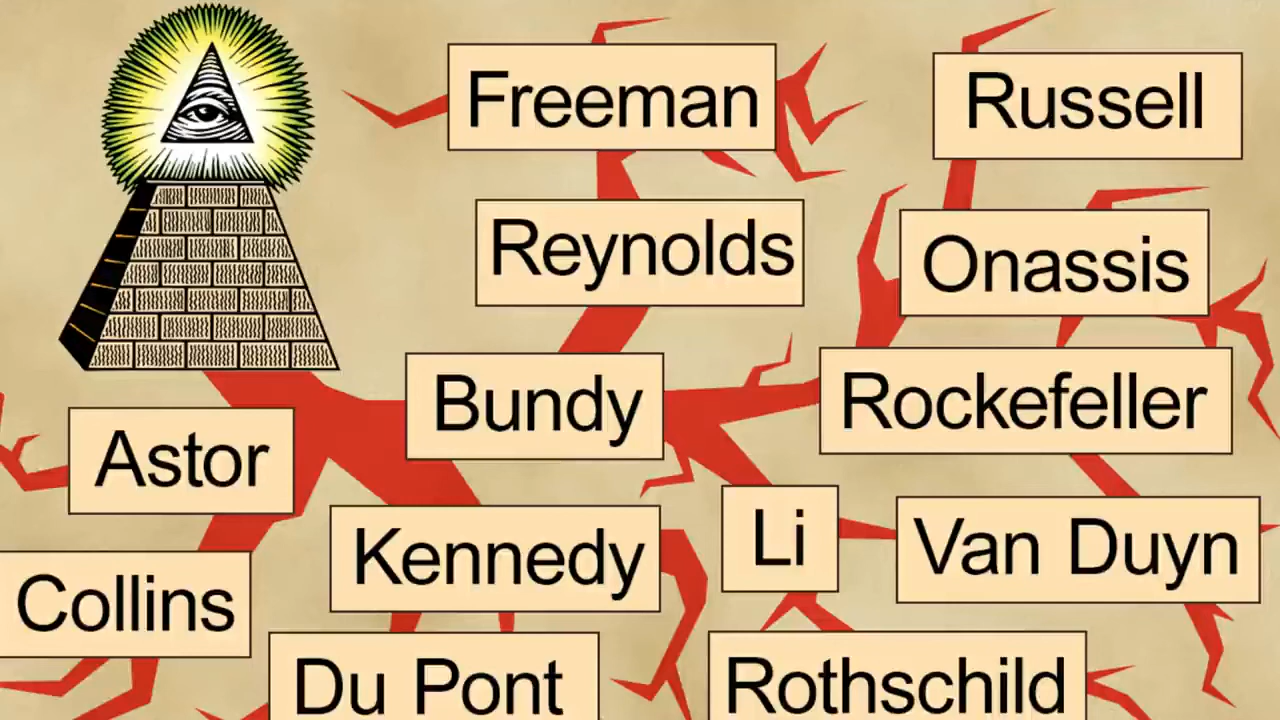 Freeman
Russell
Reynolds
Onassis
Bundy
Rockefeller
Astor
Kennedy
Li
Van Duyn
Collins
Du Pont
Rothschild